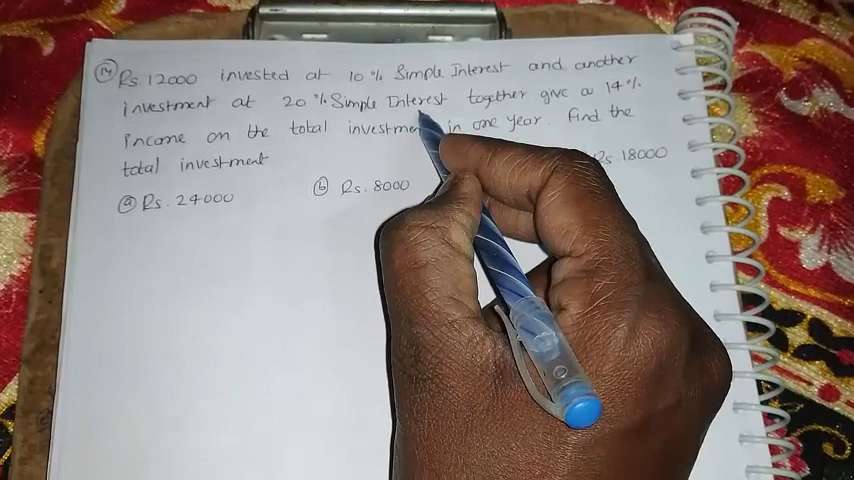 14 Rs. 12000 invested at 10% Simple Interest and another
investment at 20% Simple Interest together give a 14%
income on the total investment in one year. Find the
total investment
a Rs. 24000 b Rs. 8000 Rs. 18000